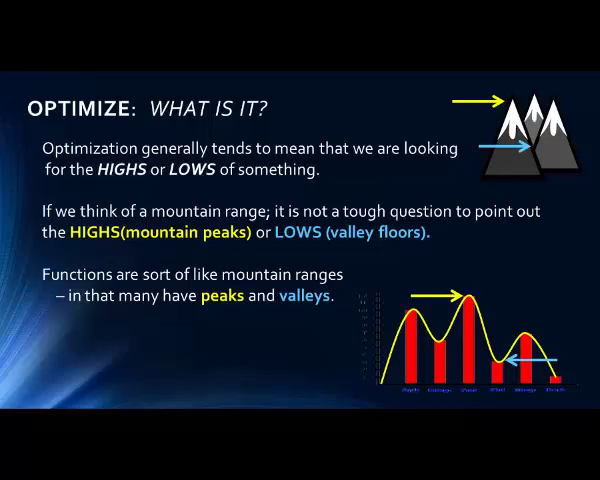 OPTIMIZE: WHAT IS IT?
Optimization generally tends to mean that we are looking
for the HIGHS or LOWS of something.
If we think of a mountain range; it is not a tough question to point out
the HIGHS(mountain peaks) or LOWS (valley floors).
Functions are sort of like mountain ranges
– in that many have peaks and valleys.